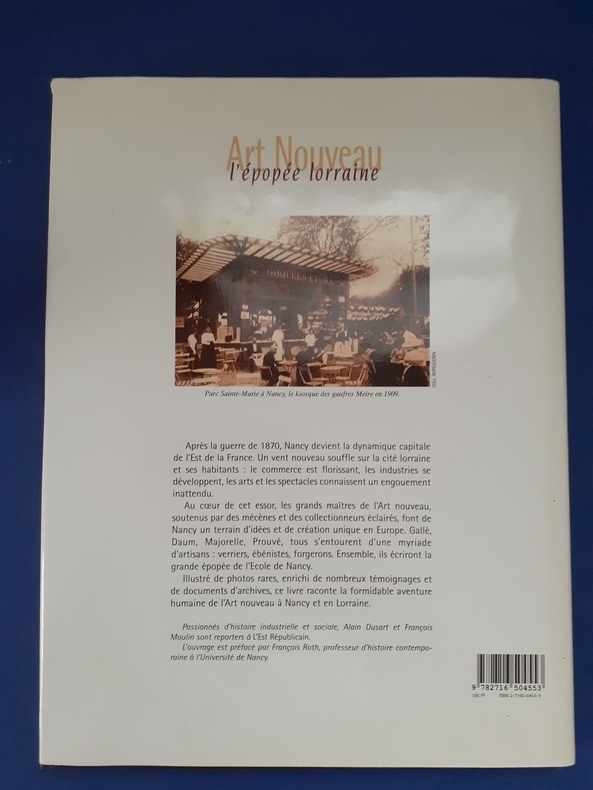 Art Nouveau
l'épopée lorraine
Parc Sainte-Marie à Nancy, le kiosque des gaufres Meire en 1909.
Après la guerre de 1870, Nancy devient la dynamique capitale
de l'Est de la France. Un vent nouveau souffle sur la cité lorraine
et ses habitants : le commerce est florissant, les industries se
développent, les arts et les spectacles connaissent un engouement
inattendu.
Au cœur de cet essor, les grands maîtres de l'Art nouveau,
soutenus par des mécènes et des collectionneurs éclairés, font de
Nancy un terrain d'idées et de création unique en Europe. Gallé,
Daum, Majorelle, Prouvé, tous s'entourent d'une myriade
d'artisans : verriers, ébénistes, forgerons. Ensemble, ils écriront la
grande épopée de l'Ecole de Nancy.
Illustré de photos rares, enrichi de nombreux témoignages et
de documents d'archives, ce livre raconte la formidable aventure
humaine de l'Art nouveau à Nancy et en Lorraine.
Passionnés d'histoire industrielle et sociale, Alain Dusart et François
Moulin sont reporters à L'Est Républicain.
L'ouvrage est préfacé par François Roth, professeur d'histoire contempo-
raine à l'Université de Nancy.
9 782716 504553
195 FF ISBN 2-7165-0455-5